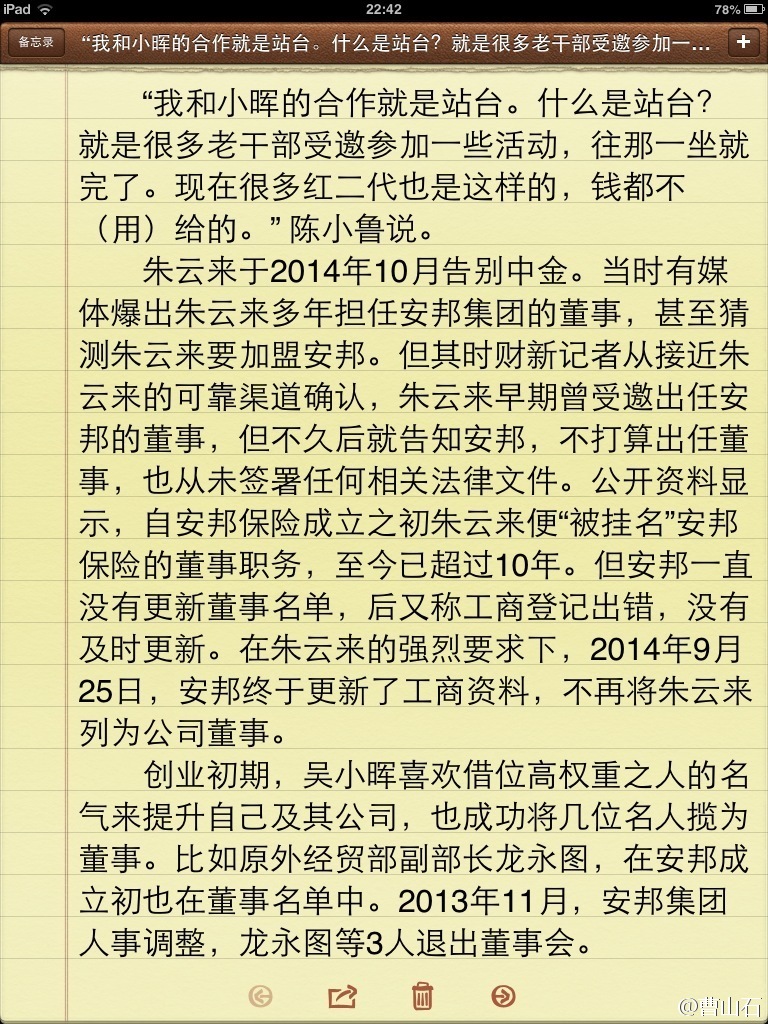 iPad 22:42 78%
备忘录 “我和小晖的合作就是站台。什么是站台？就是很多老干部受邀参加一... +
“我和小晖的合作就是站台。什么是站台？
就是很多老干部受邀参加一些活动，往那一坐就
完了。现在很多红二代也是这样的，钱都不
（用）给的。” 陈小鲁说。
朱云来于2014年10月告别中金。当时有媒
体爆出朱云来多年担任安邦集团的董事，甚至猜
测朱云来要加盟安邦。但其时财新记者从接近朱
云来的可靠渠道确认，朱云来早期曾受邀出任安
邦的董事，但不久后就告知安邦，不打算出任董
事，也从未签署任何相关法律文件。公开资料显
示，自安邦保险成立之初朱云来便“被挂名”安邦
保险的董事职务，至今已超过10年。但安邦一直
没有更新董事名单，后又称工商登记出错，没有
及时更新。在朱云来的强烈要求下，2014年9月
25日，安邦终于更新了工商资料，不再将朱云来
列为公司董事。
创业初期，吴小晖喜欢借位高权重之人的名
气来提升自己及其公司，也成功将几位名人揽为
董事。比如原外经贸部副部长龙永图，在安邦成
立初也在董事名单中。2013年11月，安邦集团
人事调整，龙永图等3人退出董事会。
@曹山石